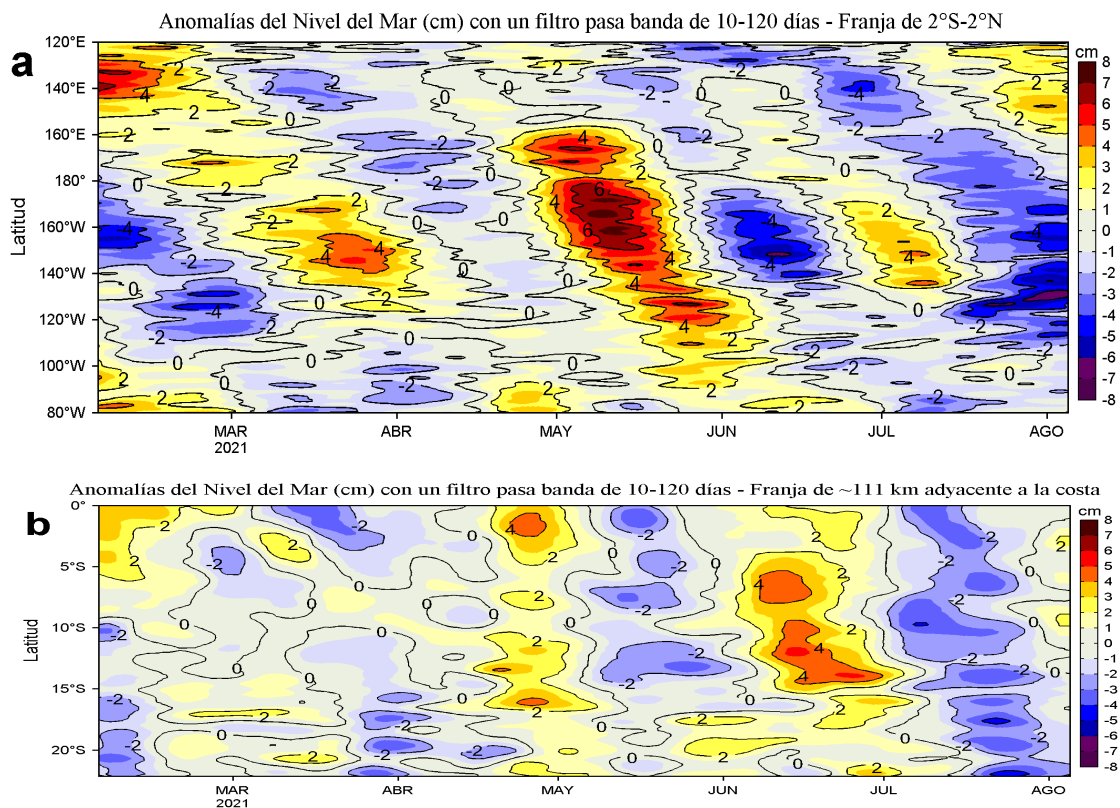 Anomalías del Nivel del Mar (cm) con un filtro pasa banda de 10-120 días - Franja de 2°S-2°N
a
cm
Latitud
120°E
140°E
160°E
180°
160°W
140°W
120°W
100°W
80°W
8
7
6
5
4
3
2
1
0
-1
-2
-3
-4
-5
-6
-7
-8
MAR
2021
ABR
MAY
JUN
JUL
AGO
Anomalías del Nivel del Mar (cm) con un filtro pasa banda de 10-120 días - Franja de ~111 km adyacente a la costa
b
cm
Latitud
0°
5°S
10°S
15°S
20°S
8
7
6
5
4
3
2
1
0
-1
-2
-3
-4
-5
-6
-7
-8
MAR
2021
ABR
MAY
JUN
JUL
AGO